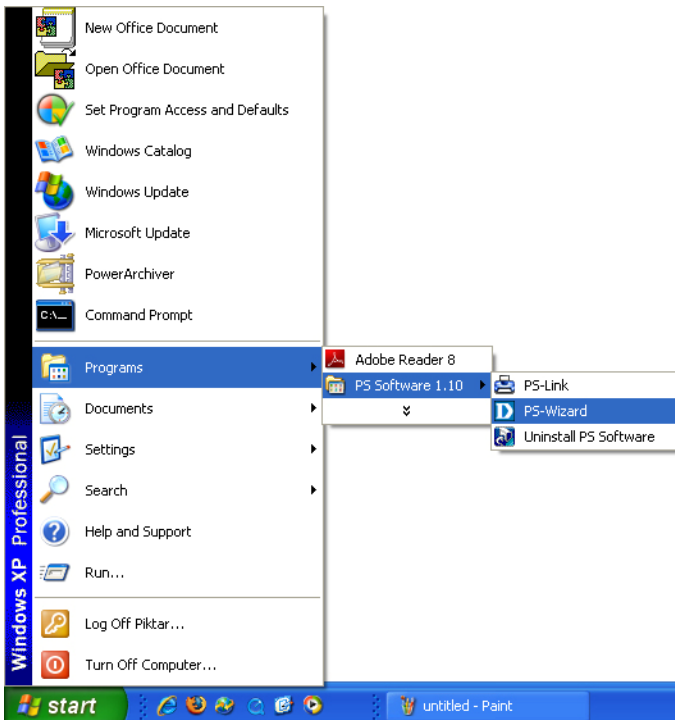 New Office Document
Open Office Document
Set Program Access and Defaults
Windows Catalog
Windows Update
Microsoft Update
PowerArchiver
C:\_
Command Prompt
Programs
Documents
Settings
Search
Help and Support
Run...
Log Off Piktar...
Turn Off Computer...
Windows XP Professional
Adobe Reader 8
PS Software 1.10
PS-Link
PS-Wizard
Uninstall PS Software
start
untitled - Paint